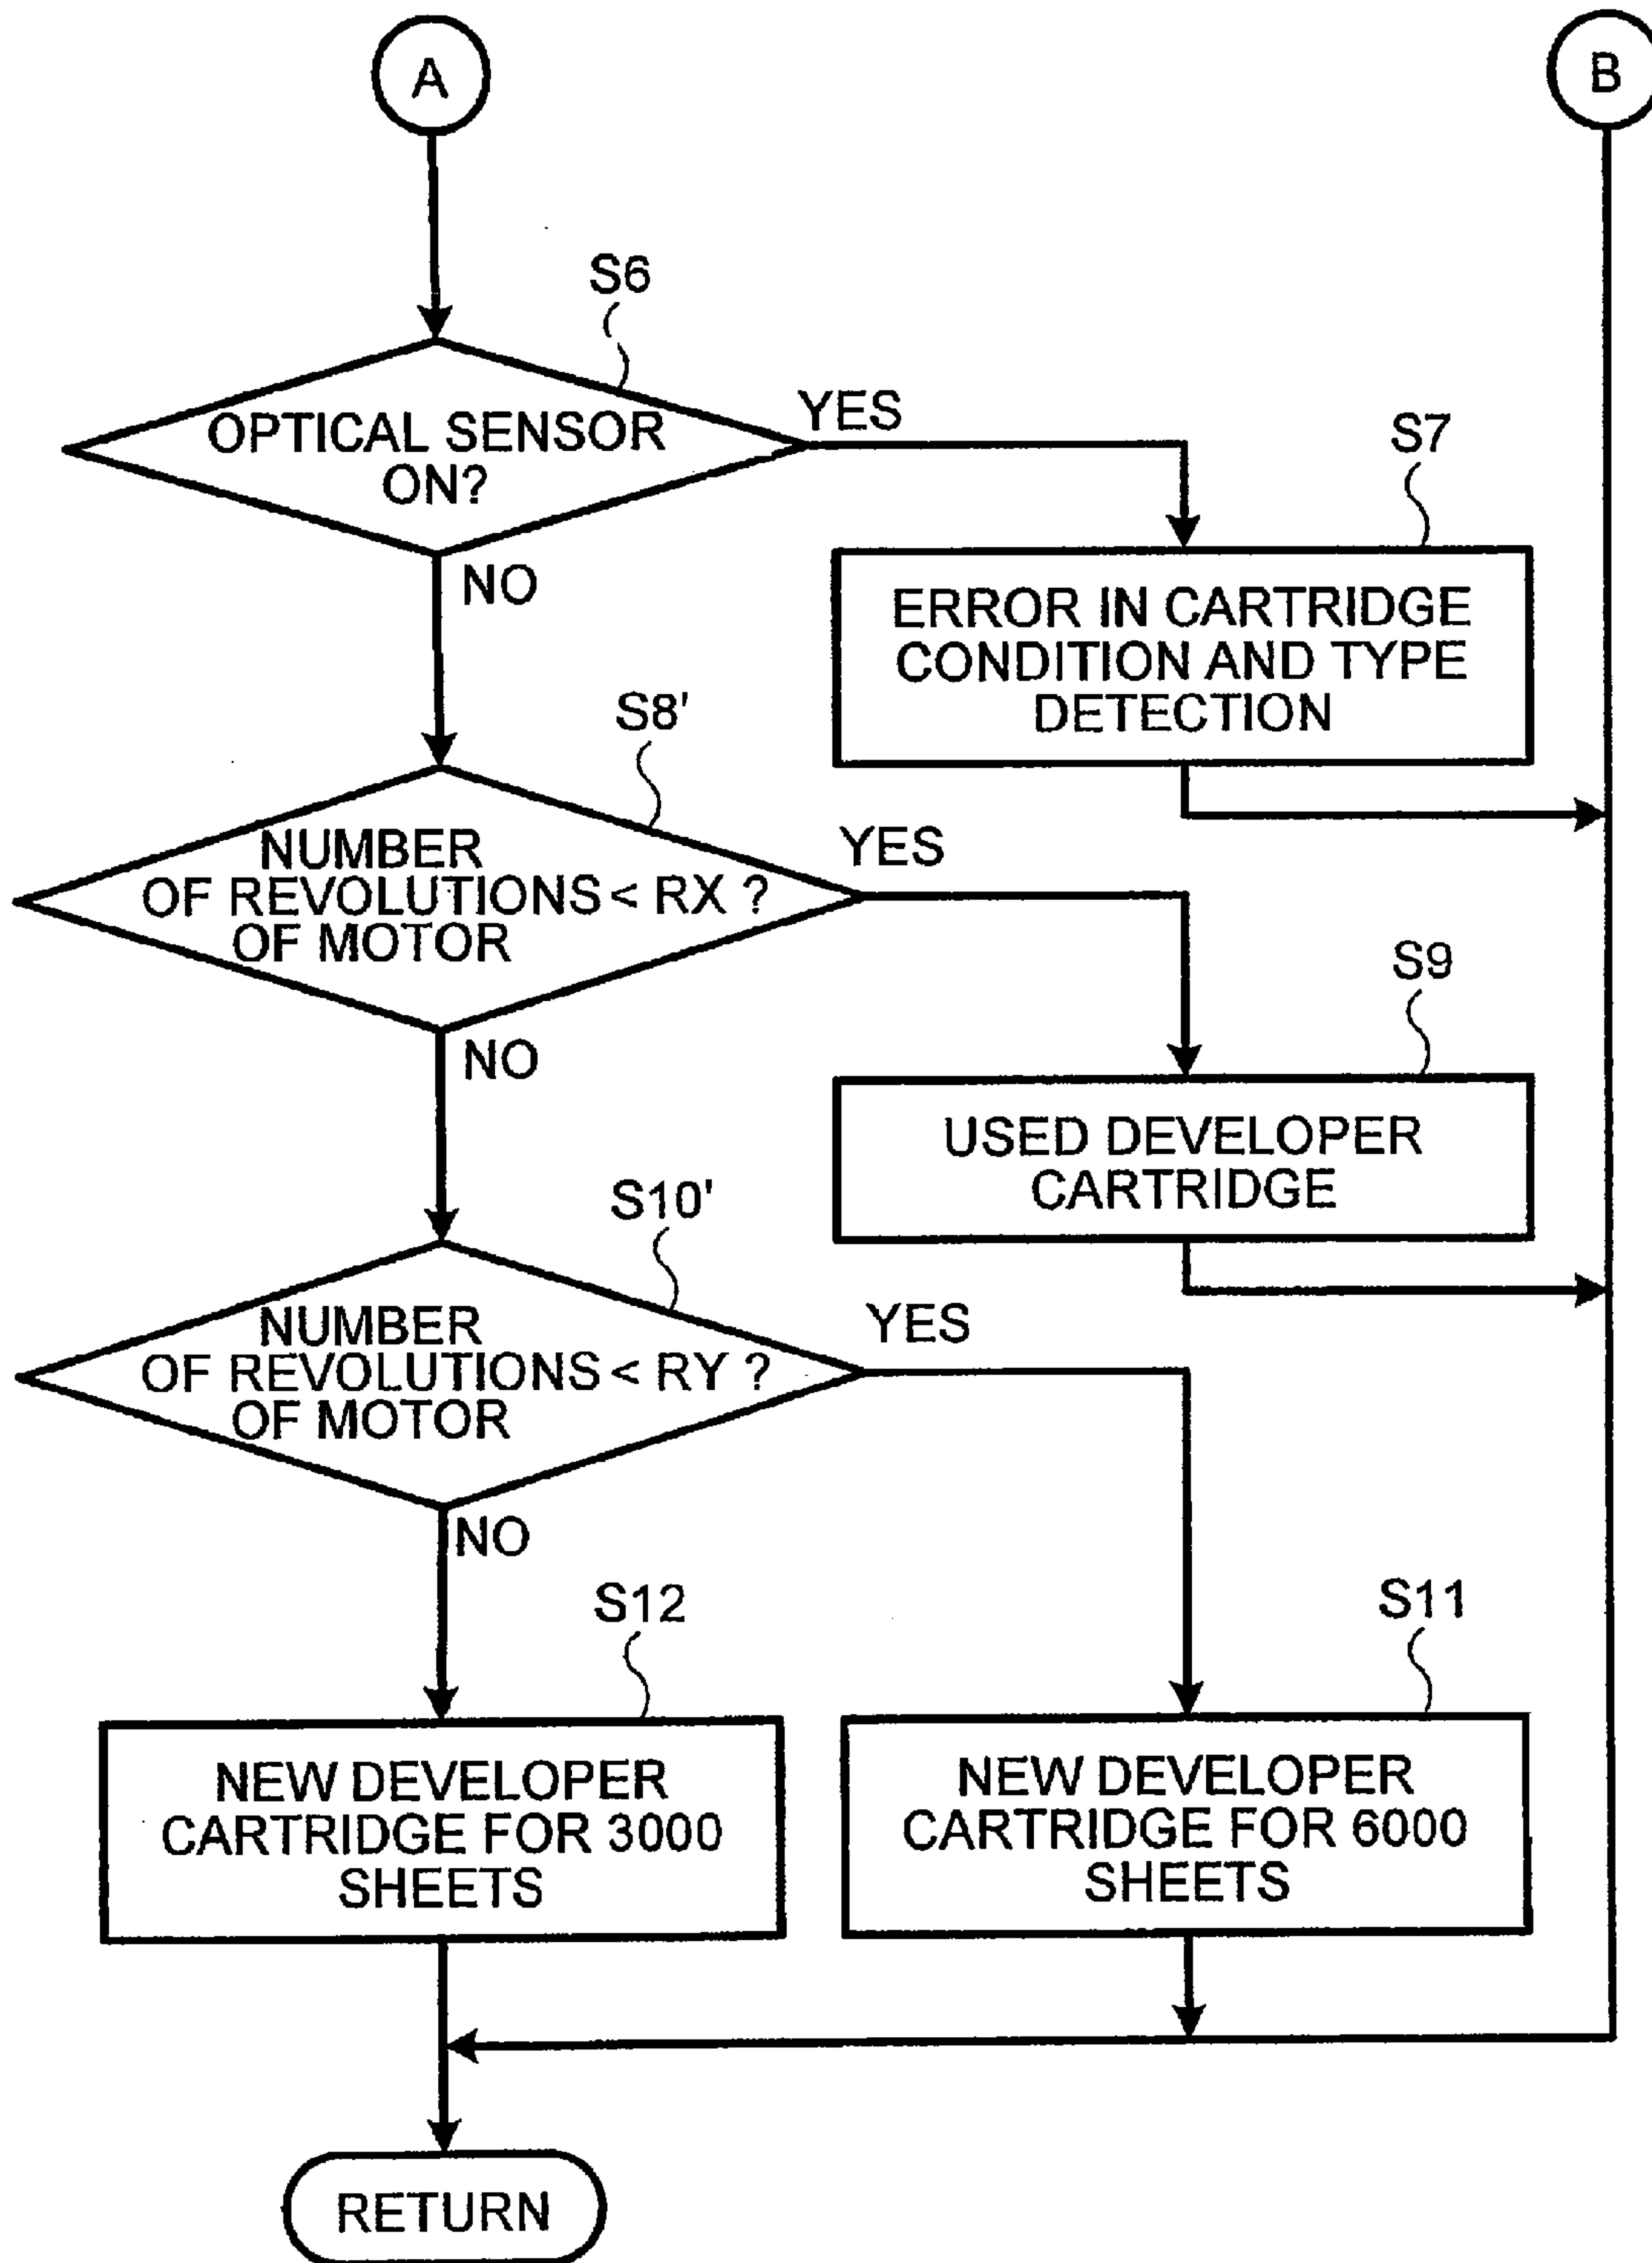 A
B
S6
OPTICAL SENSOR
ON?
YES
NO
S7
ERROR IN CARTRIDGE
CONDITION AND TYPE
DETECTION
S8'
NUMBER
OF REVOLUTIONS < RX ?
OF MOTOR
YES
NO
S9
USED DEVELOPER
CARTRIDGE
S10'
NUMBER
OF REVOLUTIONS < RY ?
OF MOTOR
YES
NO
S12
NEW DEVELOPER
CARTRIDGE FOR 3000
SHEETS
S11
NEW DEVELOPER
CARTRIDGE FOR 6000
SHEETS
RETURN